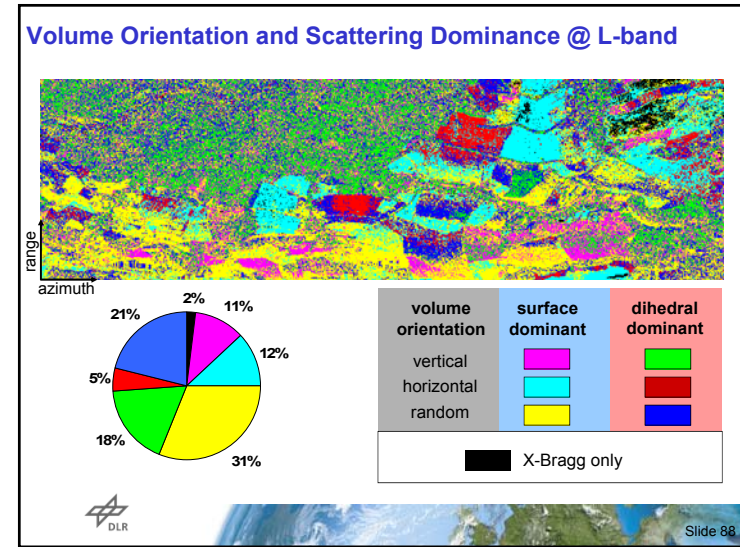 Volume Orientation and Scattering Dominance @ L-band
range
azimuth
2%
11%
12%
31%
18%
5%
21%
volume orientation
surface dominant
dihedral dominant
vertical
horizontal
random
X-Bragg only
DLR
Slide 88